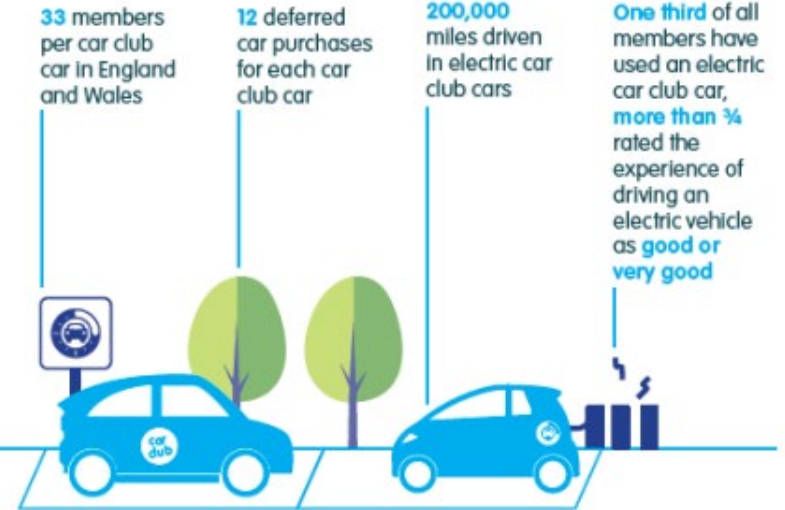 33 members
per car club
car in England
and Wales
12 deferred
car purchases
for each car
club car
200,000
miles driven
in electric car
club cars
One third of all
members have
used an electric
car club car,
more than ¾
rated the
experience of
driving an
electric vehicle
as good or
very good
car
club